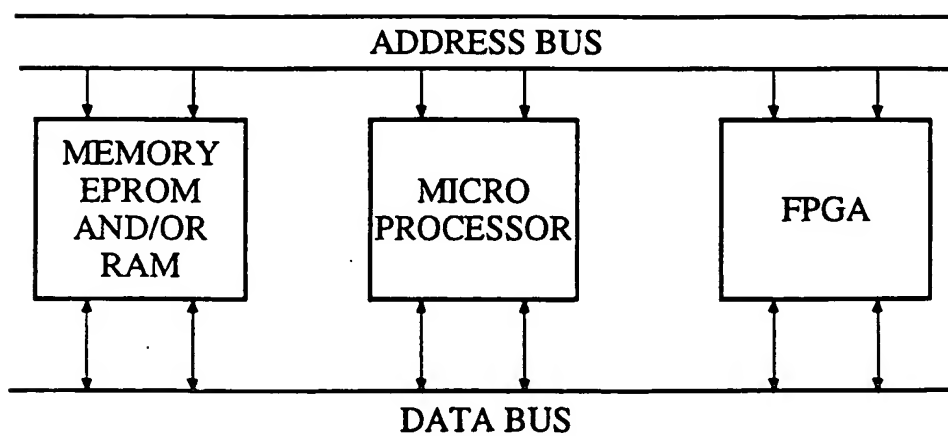 ADDRESS BUS
MEMORY
EPROM
AND/OR
RAM
MICRO
PROCESSOR
FPGA
DATA BUS